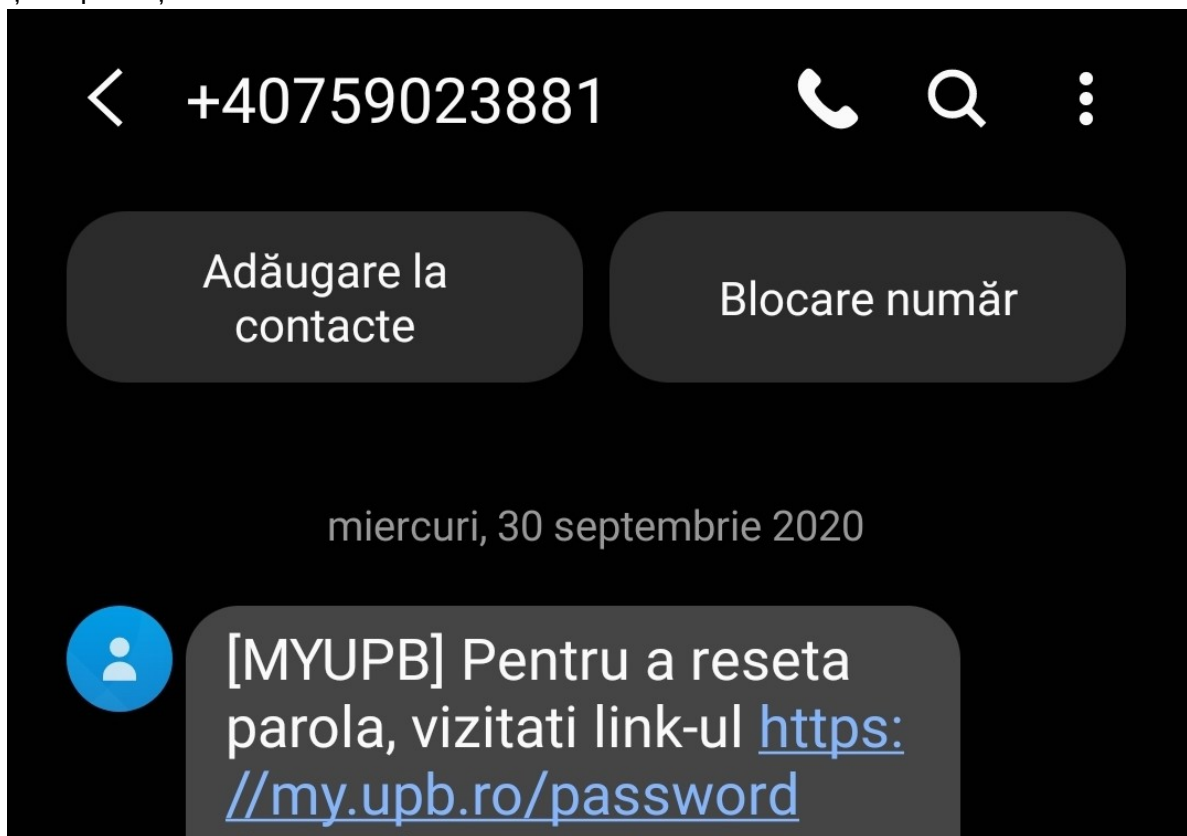 +40759023881
Adăugare la
contacte
Blocare număr
miercuri, 30 septembrie 2020
[MYUPB] Pentru a reseta
parola, vizitati link-ul https:
//my.upb.ro/password